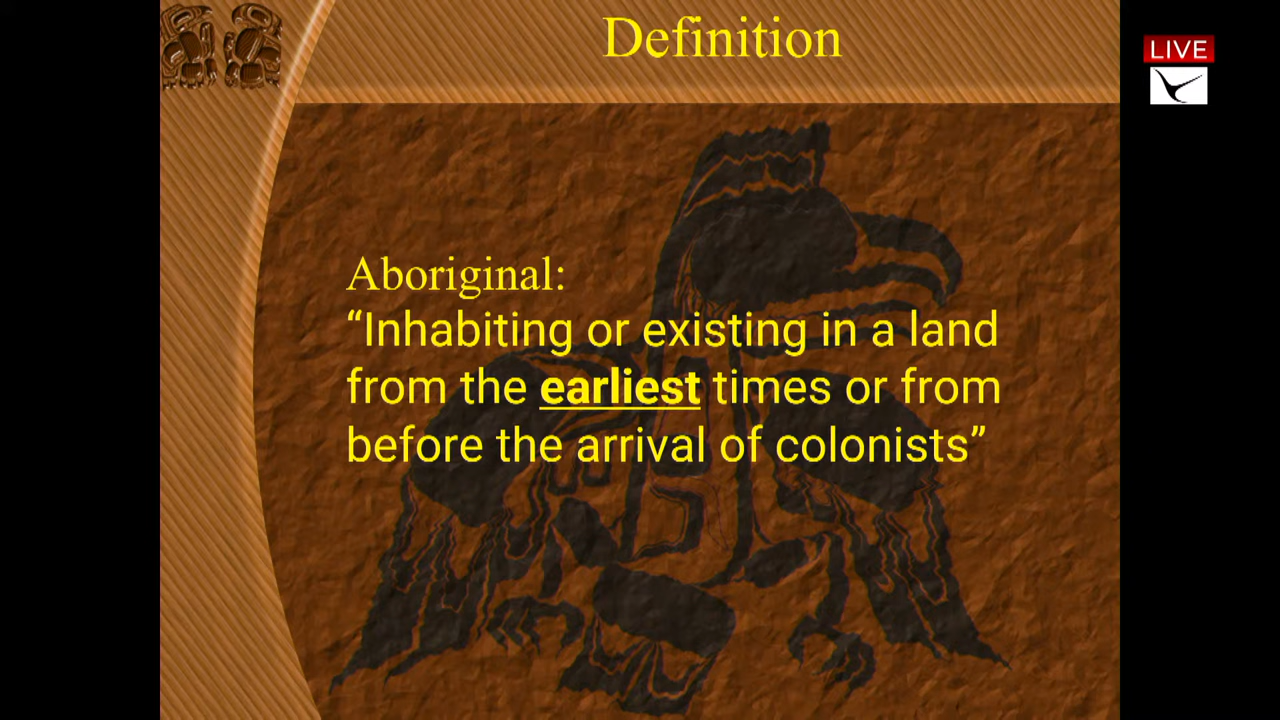 Definition
LIVE
Aboriginal:
“Inhabiting or existing in a land
from the earliest times or from
before the arrival of colonists”